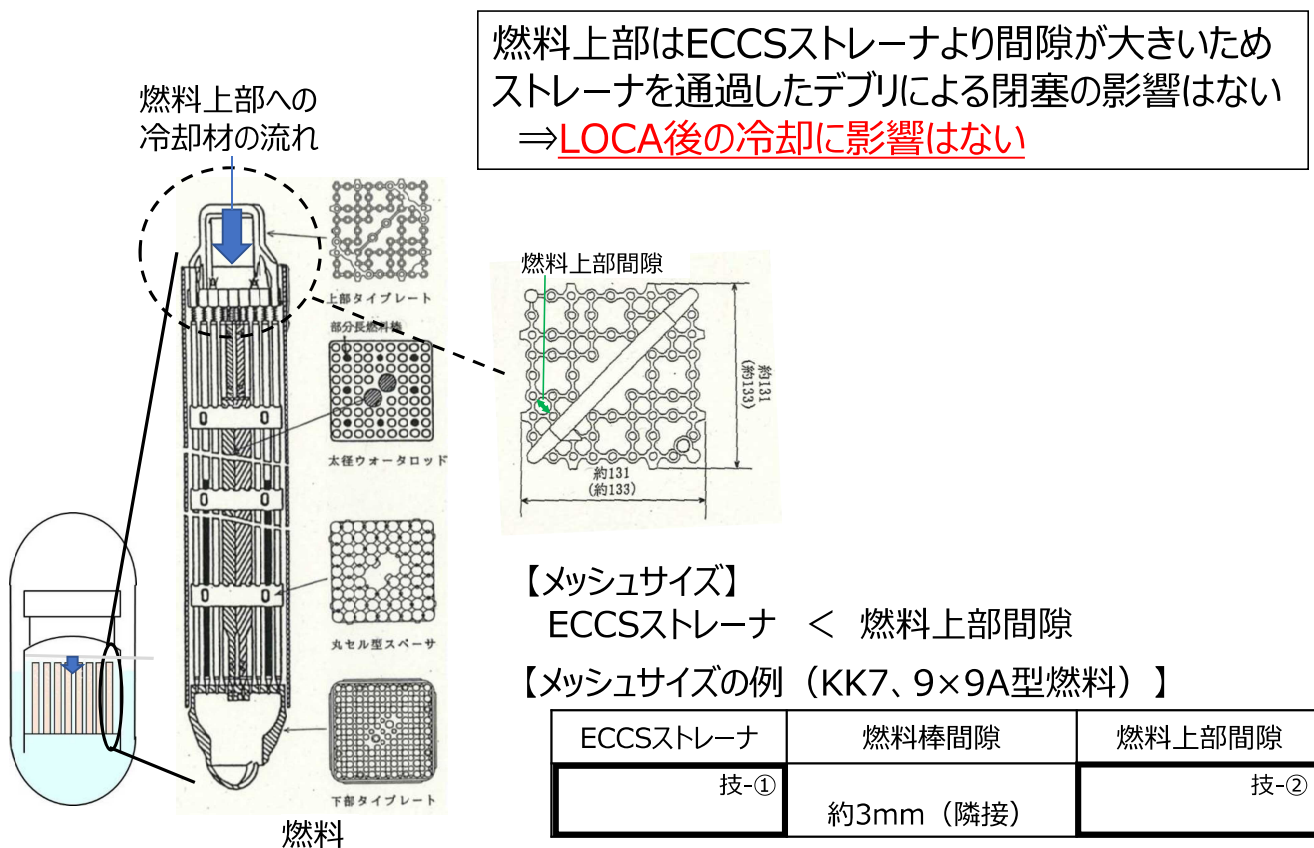 燃料上部はECCSストレーナより間隙が大きいため
ストレーナを通過したデブリによる閉塞の影響はない
⇒LOCA後の冷却に影響はない
燃料上部への
冷却材の流れ
上部タイプレート
部分長燃料棒
太径ウォータロッド
丸セル型スペーサ
下部タイプレート
燃料
燃料上部間隙
約131
(約133)
約131
(約133)
【メッシュサイズ】
ECCSストレーナ < 燃料上部間隙
【メッシュサイズの例（KK7、9×9A型燃料）】
ECCSストレーナ 燃料棒間隙 燃料上部間隙
技-① 技-②
約3mm（隣接）